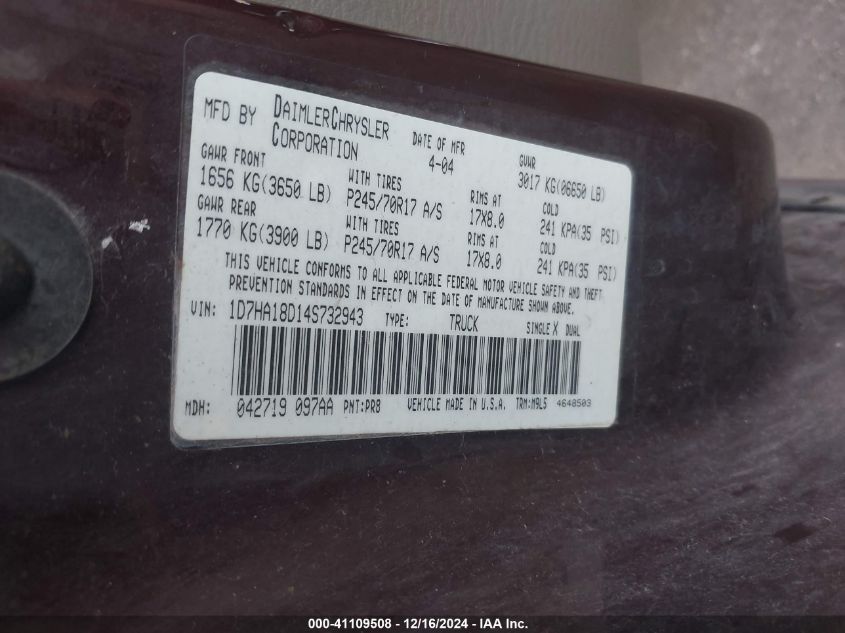 MFD BY DAIMLERCHRYSLER CORPORATION DATE OF MFR 4-04 GVWR 3017 KG(06650 LB)
GAWR FRONT WITH TIRES RIMS AT COLD
1656 KG(3650 LB) P245/70R17 A/S 17X8.0 241 KPA(35 PSI)
GAWR REAR WITH TIRES RIMS AT COLD
1770 KG(3900 LB) P245/70R17 A/S 17X8.0 241 KPA(35 PSI)
THIS VEHICLE CONFORMS TO ALL APPLICABLE FEDERAL MOTOR VEHICLE SAFETY AND THEFT
PREVENTION STANDARDS IN EFFECT ON THE DATE OF MANUFACTURE SHOWN ABOVE.
VIN: 1D7HA18D14S732943 TYPE: TRUCK SINGLE X DUAL
MDH: 042719 097AA PNT:PR8 VEHICLE MADE IN U.S.A. TRM:M9L5 4648503
000-41109508 - 12/16/2024 - IAA Inc.